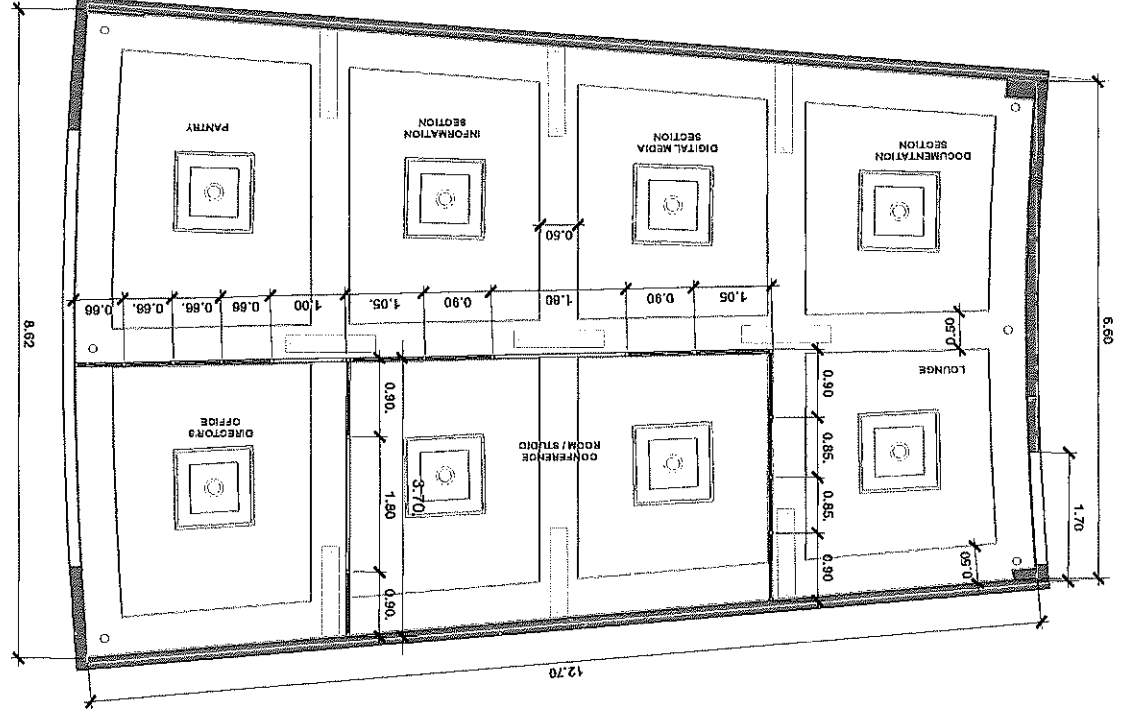 12.70
0.50
1.70
0.90
0.85.
0.85.
0.90
0.90.
1.80
0.90.
3.70.
LOUNGE
CONFERENCE
ROOM / STUDIO
DIRECTOR'S
OFFICE
6.60
8.62
0.50
1.05
0.90
1.80
0.90
1.05.
1.00
0.66
0.66.
0.66.
0.66
0.50
DOCUMENTATION
SECTION
DIGITAL MEDIA
SECTION
INFORMATION
SECTION
PANTRY